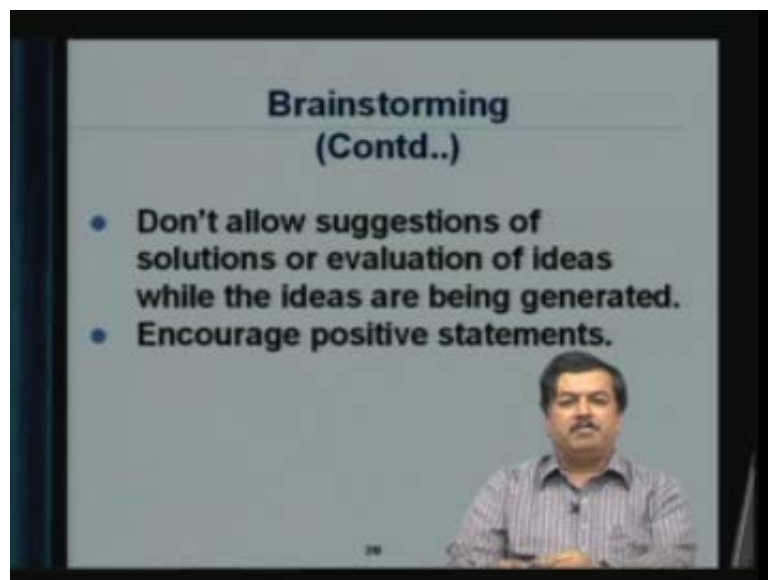 Brainstorming
(Contd..)
● Don't allow suggestions of
solutions or evaluation of ideas
while the ideas are being generated.
● Encourage positive statements.